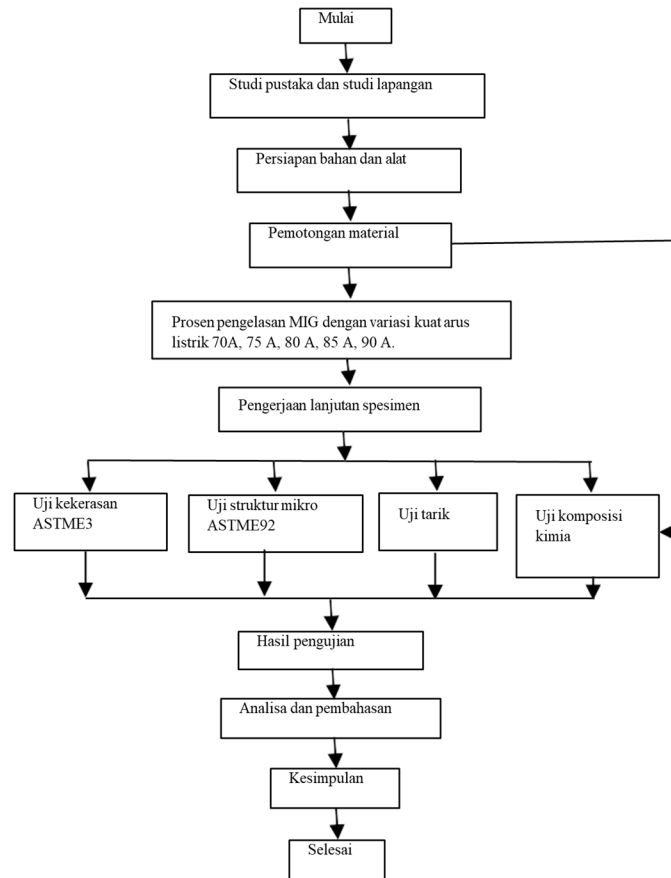 Mulai
Studi pustaka dan studi lapangan
Persiapan bahan dan alat
Pemotongan material
Prosen pengelasan MIG dengan variasi kuat arus
listrik 70A, 75 A, 80 A, 85 A, 90 A.
Pengerjaan lanjutan spesimen
Uji kekerasan
ASTME3
Uji struktur mikro
ASTME92
Uji tarik
Uji komposisi
kimia
Hasil pengujian
Analisa dan pembahasan
Kesimpulan
Selesai